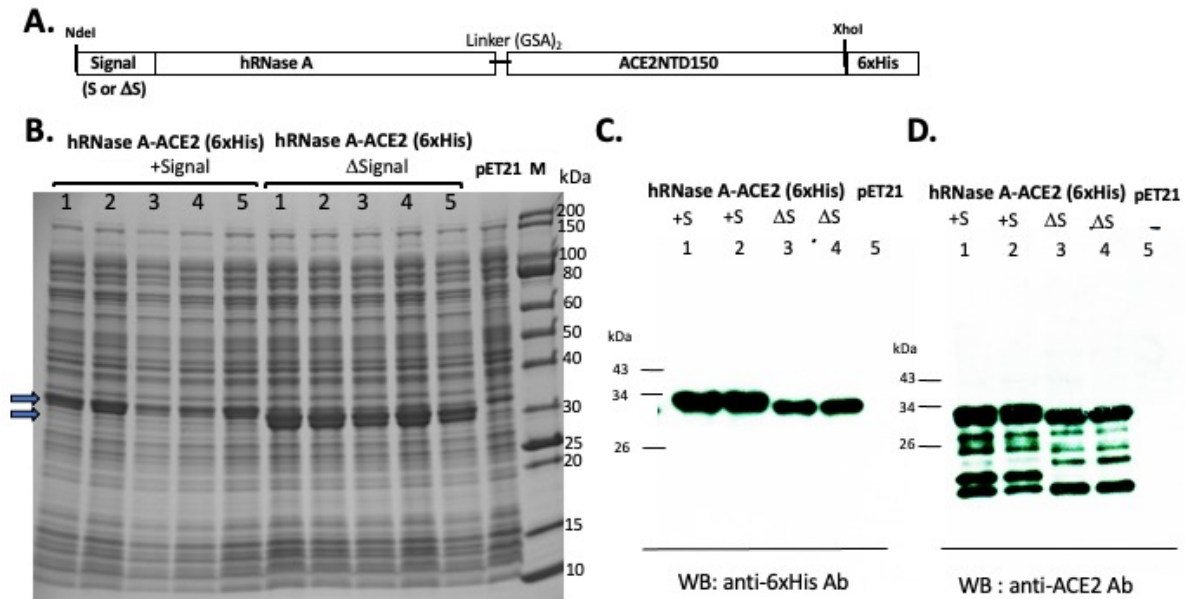 A.
NdeI
Linker (GSA)₂
XhoI
Signal hRNase A ACE2NTD150 6xHis
(S or ΔS)
B.
hRNase A-ACE2 (6xHis) hRNase A-ACE2 (6xHis)
+Signal ΔSignal pET21 M kDa
1 2 3 4 5 1 2 3 4 5
200
150
100
80
60
50
40
30
25
20
15
10
C.
hRNase A-ACE2 (6xHis) pET21
+S +S ΔS ΔS
1 2 3 4 5
kDa
43
34
26
WB: anti-6xHis Ab
D.
hRNase A-ACE2 (6xHis) pET21
+S +S ΔS ΔS –
1 2 3 4 5
kDa
43
34
26
WB : anti-ACE2 Ab